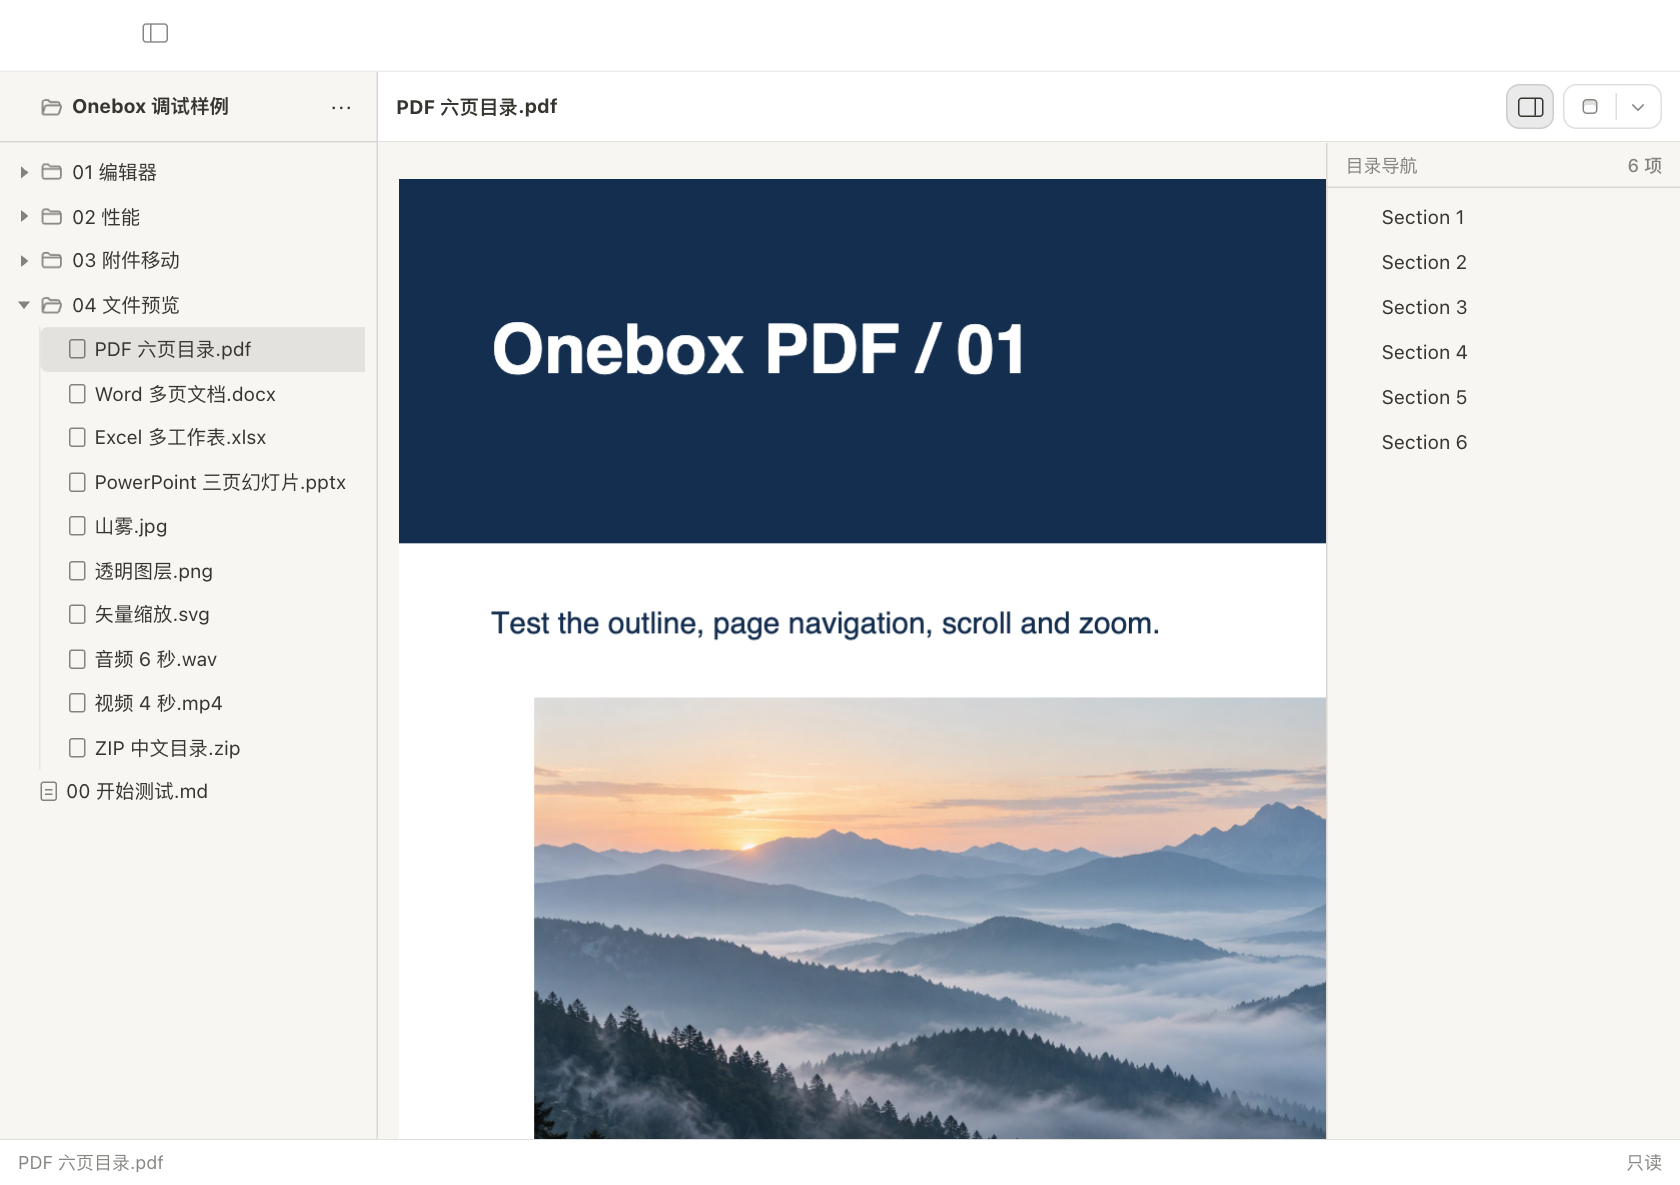 Onebox 调试样例
PDF 六页目录.pdf
01 编辑器
02 性能
03 附件移动
04 文件预览
PDF 六页目录.pdf
Word 多页文档.docx
Excel 多工作表.xlsx
PowerPoint 三页幻灯片.pptx
山雾.jpg
透明图层.png
矢量缩放.svg
音频 6 秒.wav
视频 4 秒.mp4
ZIP 中文目录.zip
00 开始测试.md
Onebox PDF / 01
Test the outline, page navigation, scroll and zoom.
目录导航
6 项
Section 1
Section 2
Section 3
Section 4
Section 5
Section 6
PDF 六页目录.pdf
只读